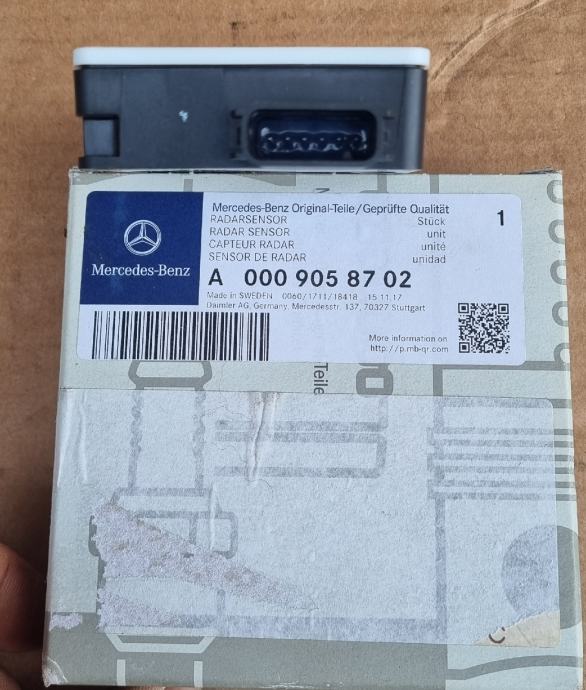 Mercedes-Benz Original-Teile/Geprüfte Qualität
RADARSENSOR Stück 1
RADAR SENSOR unit
CAPTEUR RADAR unité
SENSOR DE RADAR unidad
Mercedes-Benz
A 000 905 87 02
Made in SWEDEN 0060/1711/18418 15.11.17
Daimler AG, Germany, Mercedesstr. 137, 70327 Stuttgart
More information on
http://p.mb-qr.com
Teile